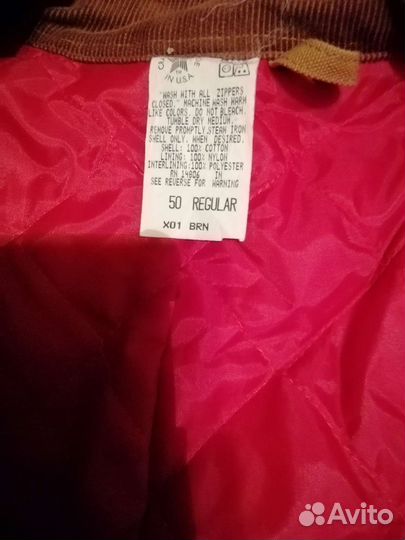 IN U.S.A
"WASH WITH ALL ZIPPERS
CLOSED." MACHINE WASH WARM
LIKE COLORS. DO NOT BLEACH.
TUMBLE DRY MEDIUM.
REMOVE PROMPTLY.STEAM IRON
SHELL ONLY. WHEN DESIRED.
SHELL: 100% COTTON
LINING: 100% NYLON
INTERLINING:100% POLYESTER
RN 14806 IN
SEE REVERSE FOR WARNING
50 REGULAR
X01 BRN
Avito